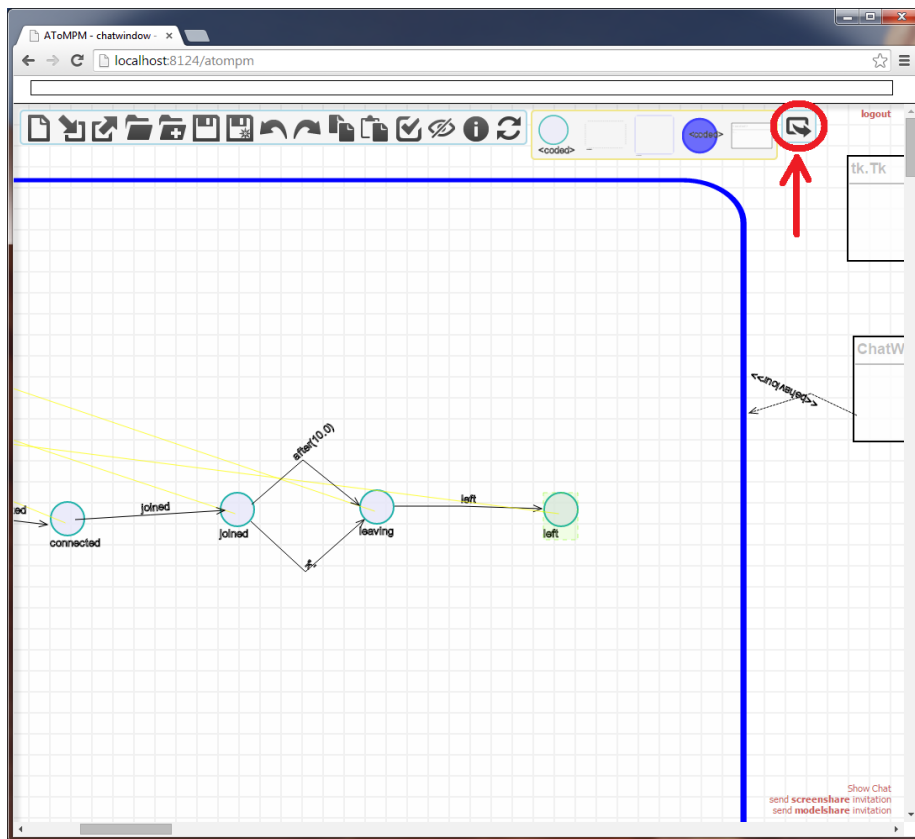 AToMPM - chatwindow -
localhost:8124/atompm
logout
<coded>
<coded>
tk.Tk
ChatW
<<behaviour>>
after(10.0)
ed
joined
left
connected
joined
leaving
left
Show Chat
send screenshare invitation
send modelshare invitation